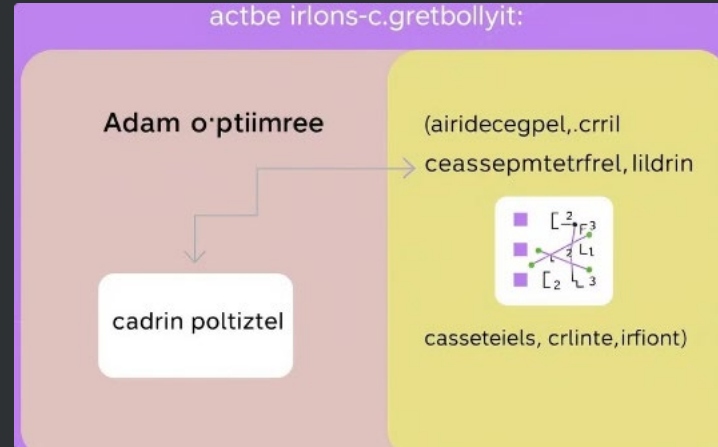 actbe irlons-c.gretbollyit:
Adam o·ptiimree
cadrin poltiztel
(airidecegpel,.crril
ceassepmtetrfrel, lildrin
casseteiels, crlinte,irfiont)